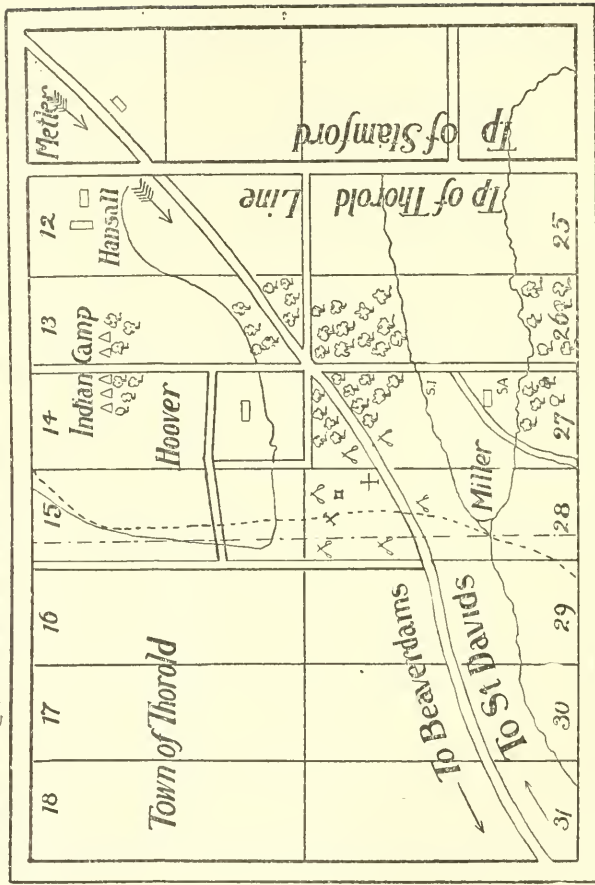 Metler
Tp of Stamford
12
Hansall
Line
Tp of Thorold
25
13
Indian Camp
26
14
Hoover
S.I
SA
27
15
Miller
28
16
29
17
Town of Thorold
To Beaverdams
To St Davids
30
18
31